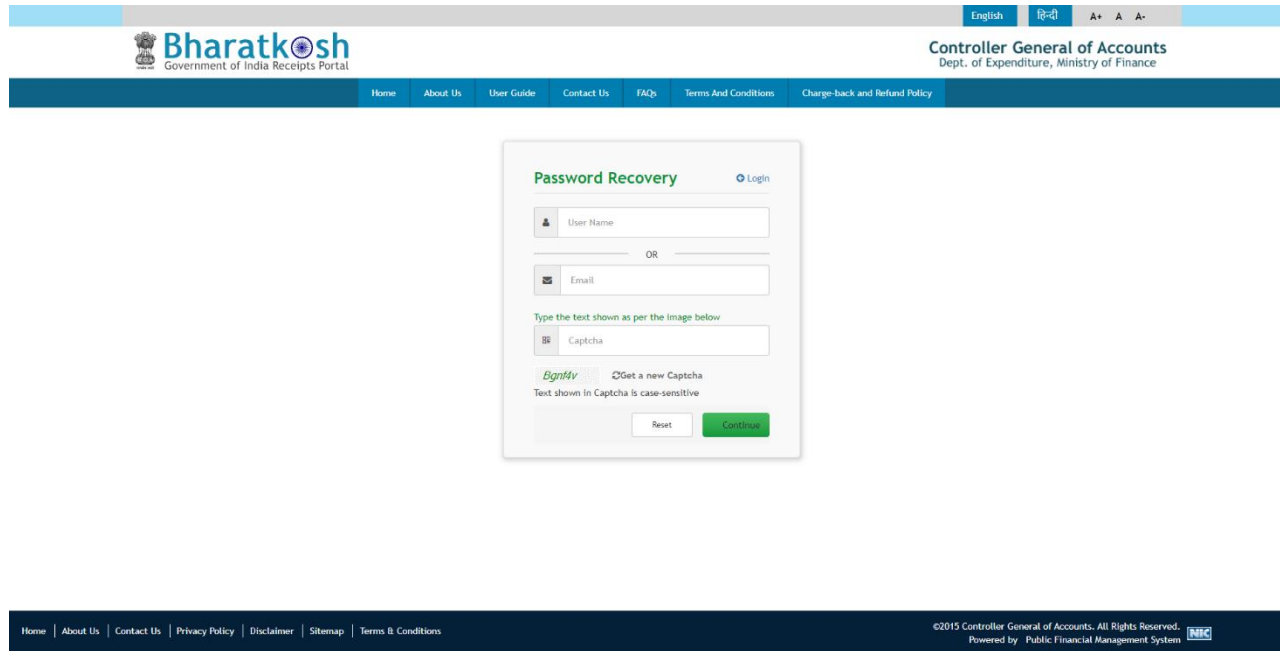 English हिन्दी A+ A A-
Bharatkosh
Government of India Receipts Portal
Controller General of Accounts
Dept. of Expenditure, Ministry of Finance
Home About Us User Guide Contact Us FAQs Terms And Conditions Charge-back and Refund Policy
Password Recovery Login
User Name
OR
Email
Type the text shown as per the image below
Captcha
Bgnf4v Get a new Captcha
Text shown in Captcha is case-sensitive
Reset Continue
Home | About Us | Contact Us | Privacy Policy | Disclaimer | Sitemap | Terms & Conditions
©2015 Controller General of Accounts. All Rights Reserved.
Powered by Public Financial Management System
NIC